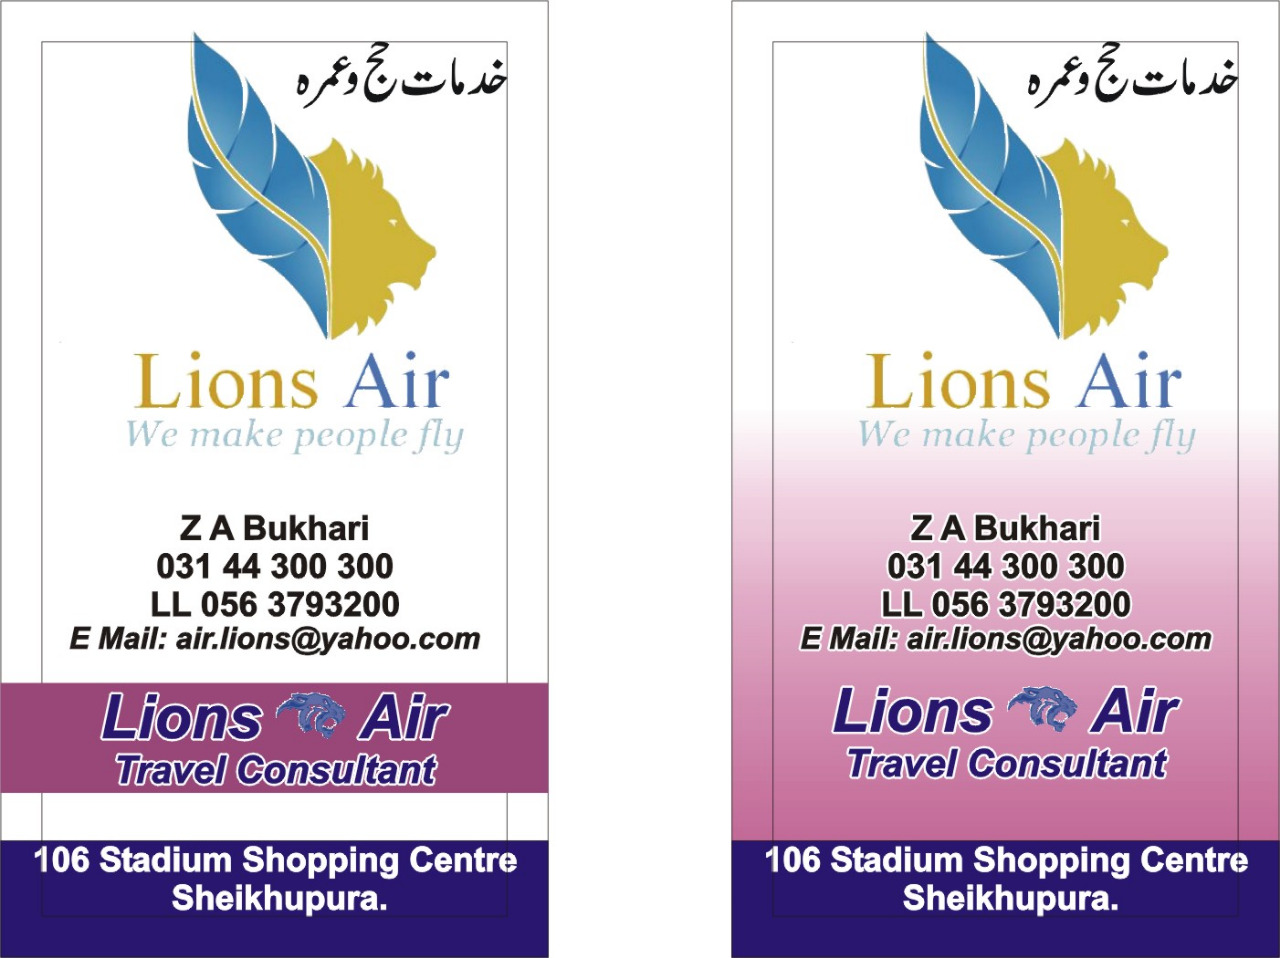 خدمات حج و عمرہ
Lions Air
We make people fly
Z A Bukhari
031 44 300 300
LL 056 3793200
E Mail: air.lions@yahoo.com
Lions Air
Travel Consultant
106 Stadium Shopping Centre
Sheikhupura.
خدمات حج و عمرہ
Lions Air
We make people fly
Z A Bukhari
031 44 300 300
LL 056 3793200
E Mail: air.lions@yahoo.com
Lions Air
Travel Consultant
106 Stadium Shopping Centre
Sheikhupura.